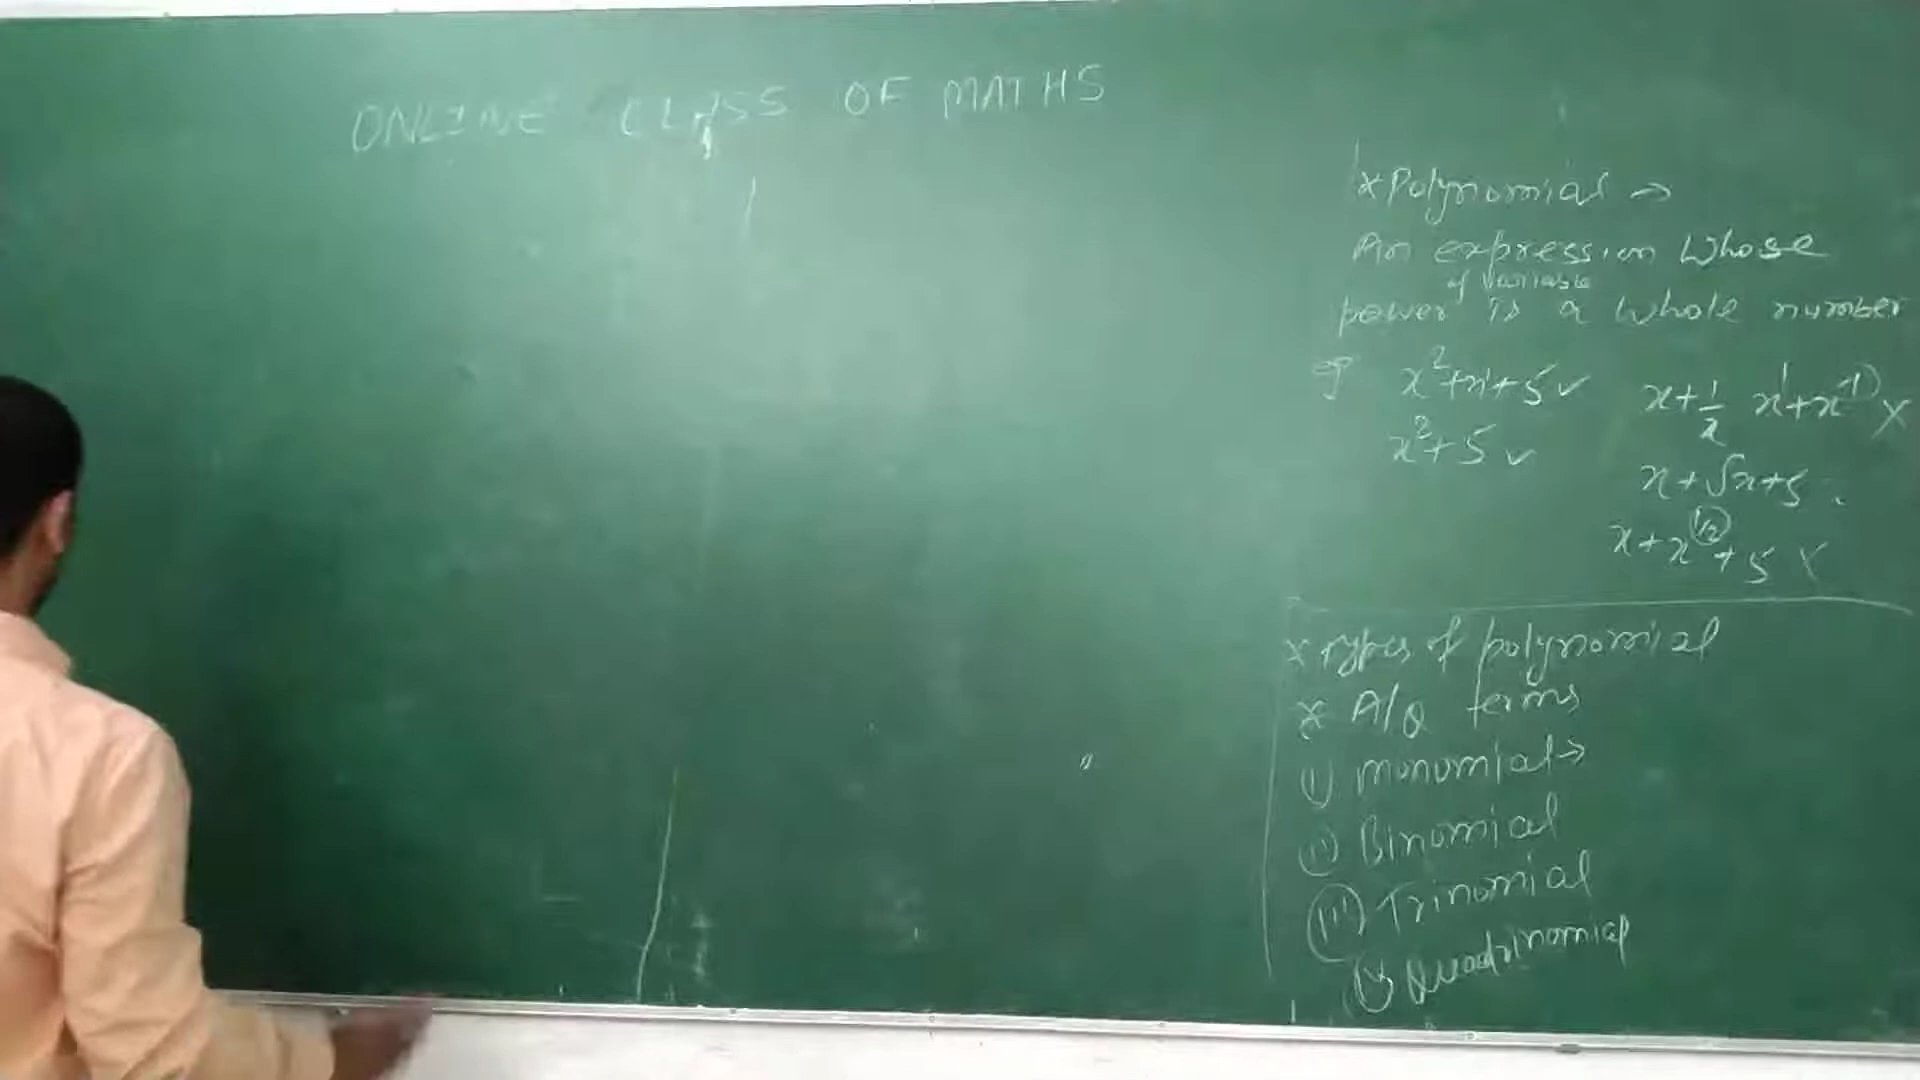 ONLINE CLASS OF MATHS
* Polynomial →
An expression whose
of variable
power is a whole number
eg x²+x¹+5 ✓ x+1/x x¹+x⁻¹ X
x²+5 ✓
x+√x+5
x+x^1/2+5 X
* Types of polynomial
* A/Q terms
(i) Monomial →
(ii) Binomial
(iii) Trinomial
(iv) Quadrinomial